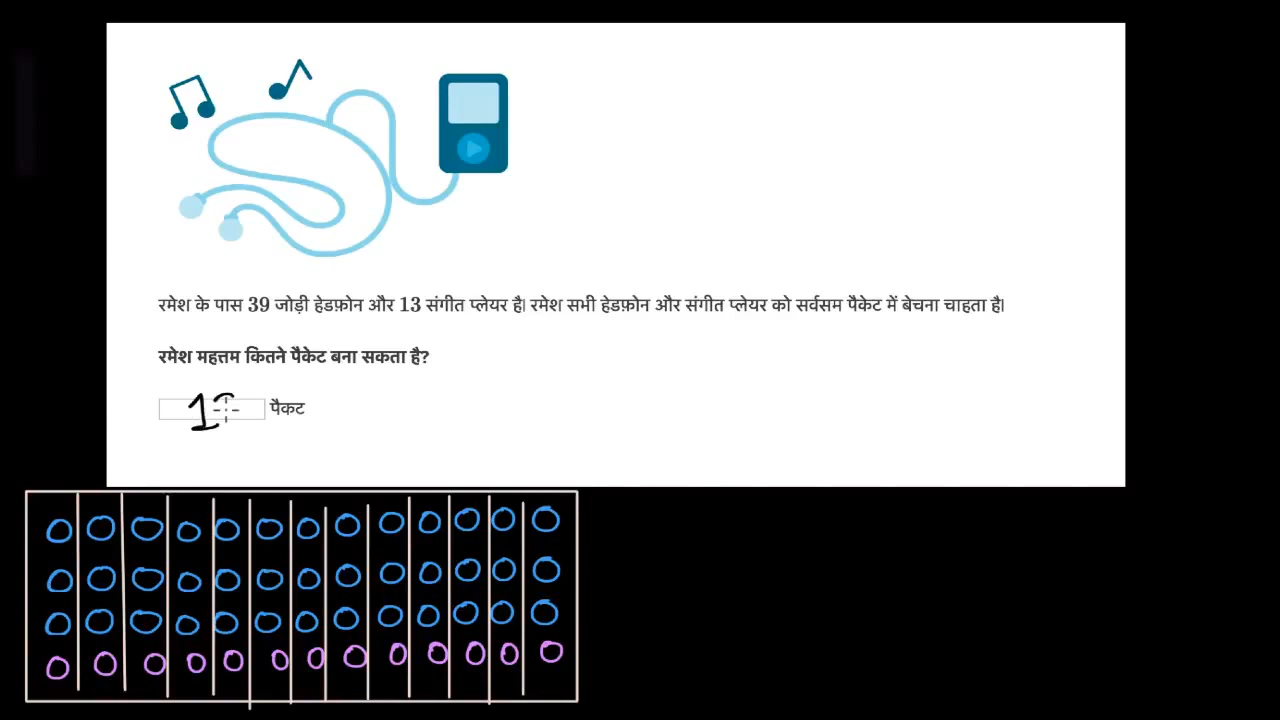 रमेश के पास 39 जोड़ी हेडफ़ोन और 13 संगीत प्लेयर है। रमेश सभी हेडफ़ोन और संगीत प्लेयर को सर्वसम पैकेट में बेचना चाहता है।
रमेश महत्तम कितने पैकेट बना सकता है?
पैकट